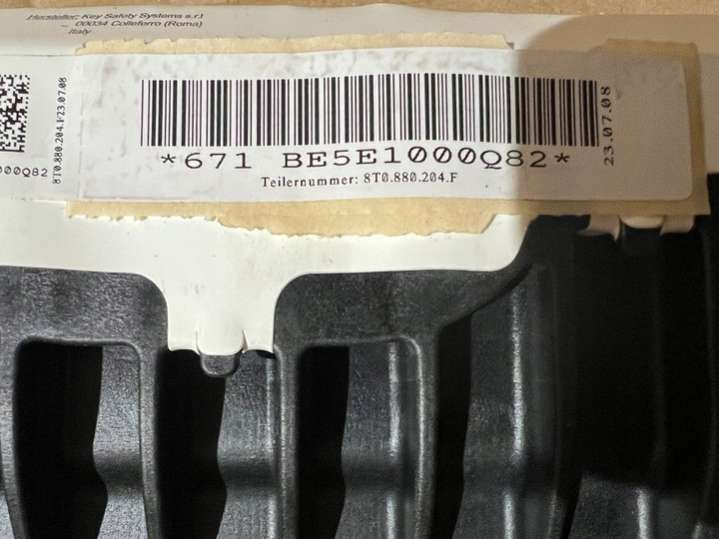 Hersteller: Key Safety Systems s.r.l
00034 Colleferro (Roma)
Italy
8T0.880.204.F/23.07.08
000Q82
*671 BE5E1000Q82*
23.07.08
Teilernummer: 8T0.880.204.F